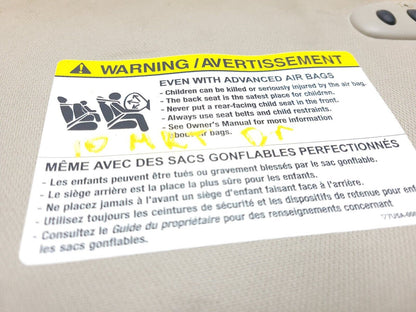 WARNING / AVERTISSEMENT
EVEN WITH ADVANCED AIR BAGS
- Children can be killed or seriously injured by the air bag.
- The back seat is the safest place for children.
- Never put a rear-facing child seat in the front.
- Always use seat belts and child restraints.
- See Owner's Manual for more information
about air bags.
10 MKT
MÊME AVEC DES SACS GONFLABLES PERFECTIONNÉS
- Les enfants peuvent être tués ou gravement blessés par le sac gonflable.
- Le siège arrière est la place la plus sûre pour les enfants.
- Ne placez jamais à l'avant un siège d'enfant faisant face à l'arrière.
- Utilisez toujours les ceintures de sécurité et les dispositifs de retenue pour
- Consultez le Guide du propriétaire pour des renseignements concernant
les sacs gonflables.